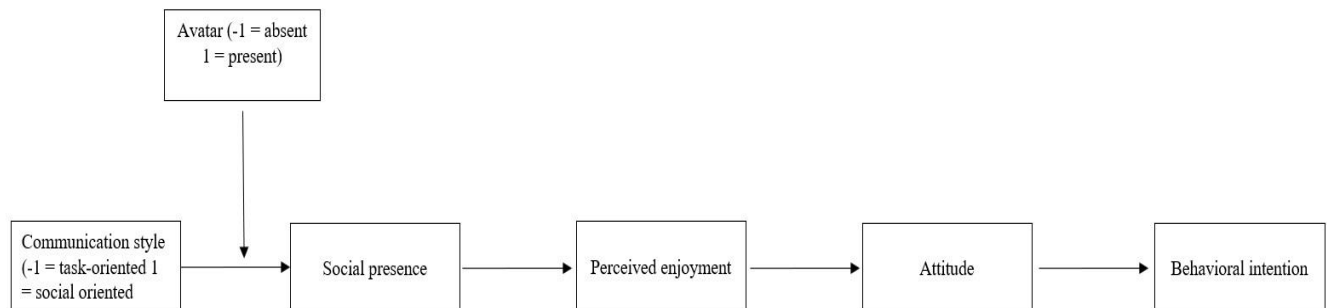 Avatar (-1 = absent
1 = present)
Communication style
(-1 = task-oriented 1
= social oriented
Social presence
Perceived enjoyment
Attitude
Behavioral intention